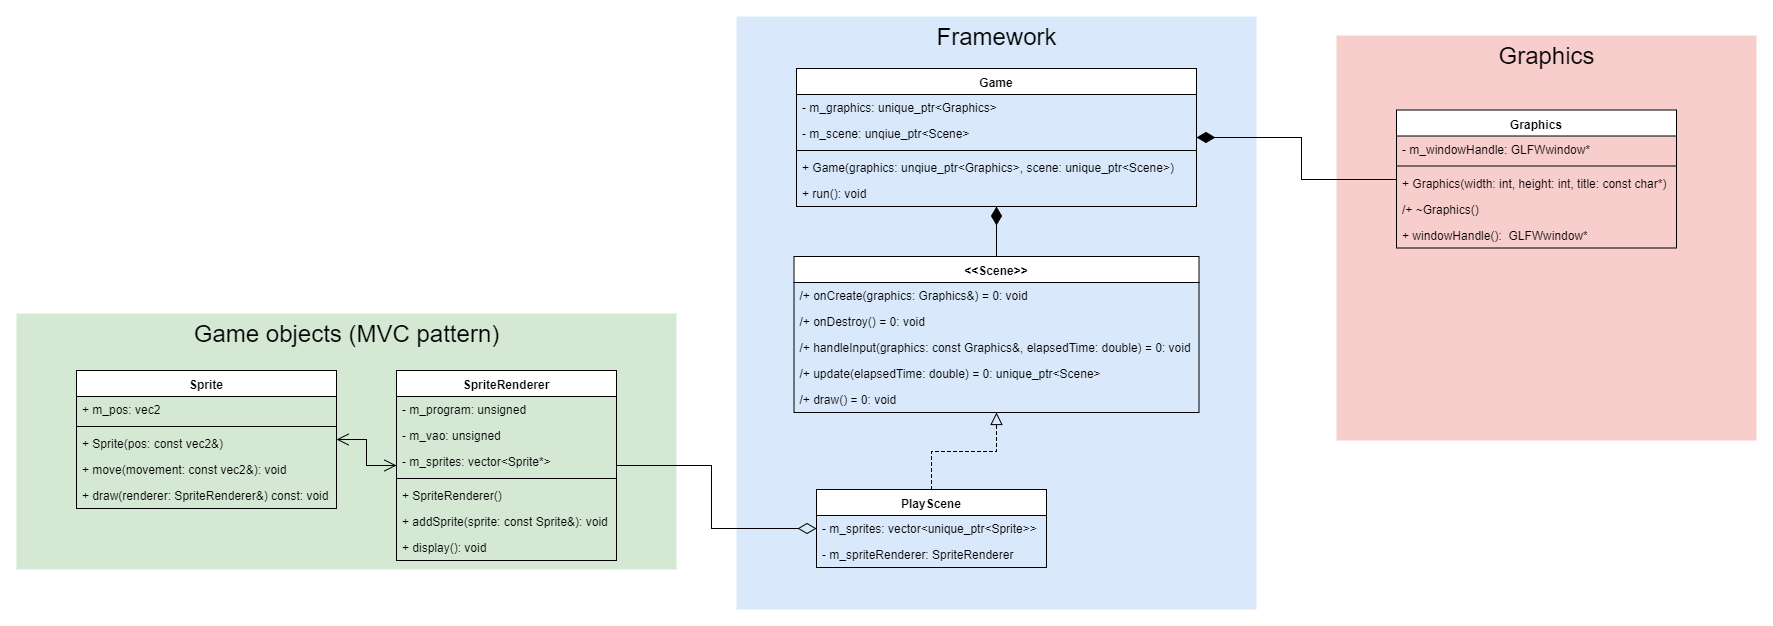 Framework
Game
- m_graphics: unique_ptr<Graphics>
- m_scene: unqiue_ptr<Scene>
+ Game(graphics: unqiue_ptr<Graphics>, scene: unique_ptr<Scene>)
+ run(): void
<<Scene>>
/+ onCreate(graphics: Graphics&) = 0: void
/+ onDestroy() = 0: void
/+ handleInput(graphics: const Graphics&, elapsedTime: double) = 0: void
/+ update(elapsedTime: double) = 0: unique_ptr<Scene>
/+ draw() = 0: void
PlayScene
- m_sprites: vector<unique_ptr<Sprite>>
- m_spriteRenderer: SpriteRenderer
Graphics
Graphics
- m_windowHandle: GLFWwindow*
+ Graphics(width: int, height: int, title: const char*)
/+ ~Graphics()
+ windowHandle(): GLFWwindow*
Game objects (MVC pattern)
Sprite
+ m_pos: vec2
+ Sprite(pos: const vec2&)
+ move(movement: const vec2&): void
+ draw(renderer: SpriteRenderer&) const: void
SpriteRenderer
- m_program: unsigned
- m_vao: unsigned
- m_sprites: vector<Sprite*>
+ SpriteRenderer()
+ addSprite(sprite: const Sprite&): void
+ display(): void